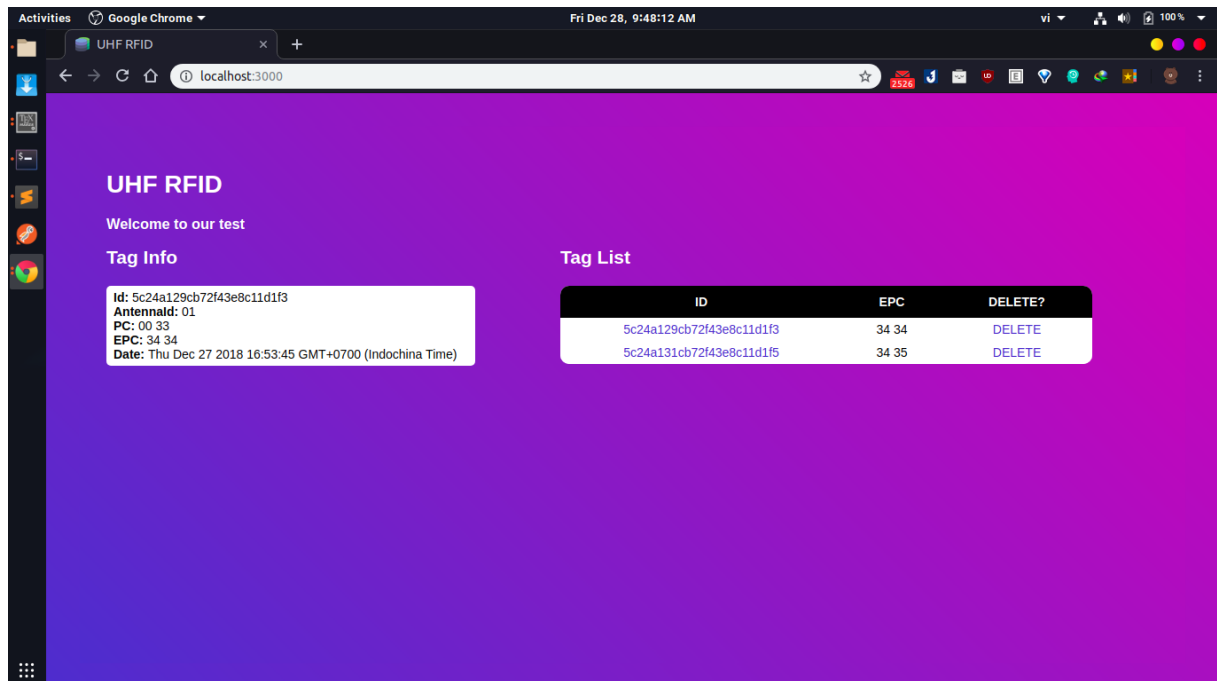 Activities Google Chrome Fri Dec 28, 9:48:12 AM vi 100 %
UHF RFID
localhost:3000
2526
UHF RFID
Welcome to our test
Tag Info
Id: 5c24a129cb72f43e8c11d1f3
AntennaId: 01
PC: 00 33
EPC: 34 34
Date: Thu Dec 27 2018 16:53:45 GMT+0700 (Indochina Time)
Tag List
ID EPC DELETE?
5c24a129cb72f43e8c11d1f3 34 34 DELETE
5c24a131cb72f43e8c11d1f5 34 35 DELETE